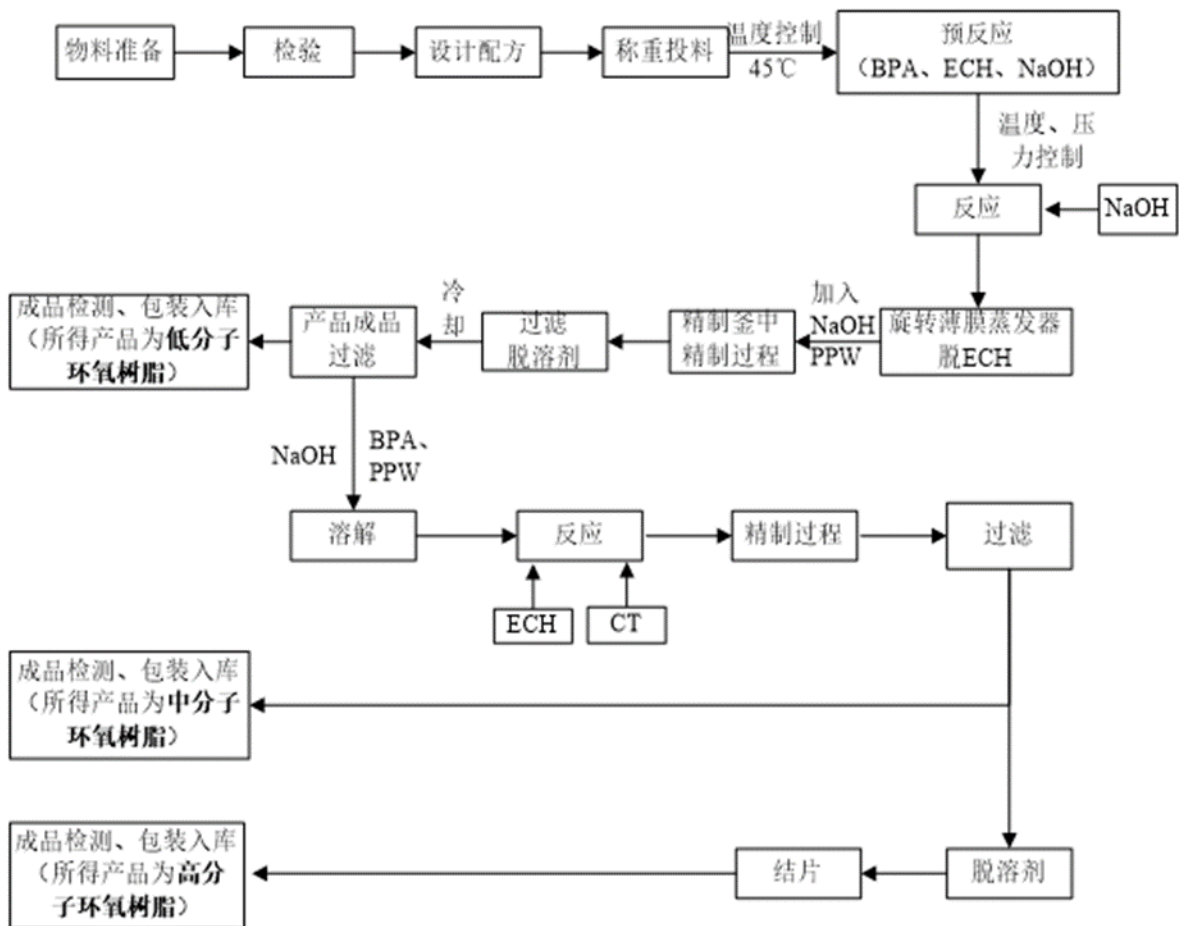 物料准备
检验
设计配方
称重投料
温度控制
45℃
预反应
（BPA、ECH、NaOH）
温度、压
力控制
反应
NaOH
旋转薄膜蒸发器
脱ECH
加入
NaOH
PPW
精制釜中
精制过程
过滤
脱溶剂
冷
却
产品成品
过滤
成品检测、包装入库
（所得产品为低分子
环氧树脂）
NaOH
BPA、
PPW
溶解
反应
ECH
CT
精制过程
过滤
成品检测、包装入库
（所得产品为中分子
环氧树脂）
脱溶剂
结片
成品检测、包装入库
（所得产品为高分
子环氧树脂）